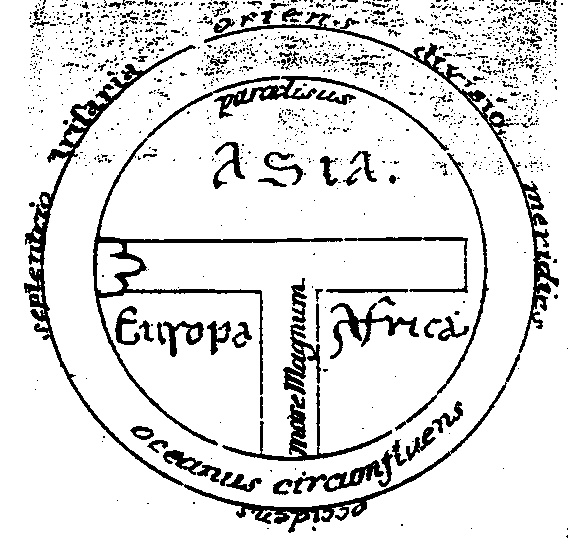 oriens
trifaria
divisio
paradisus
ASIA.
septentrio
meridies
Europa
Africa
mare Magnum
oceanus circumfluens
occidens